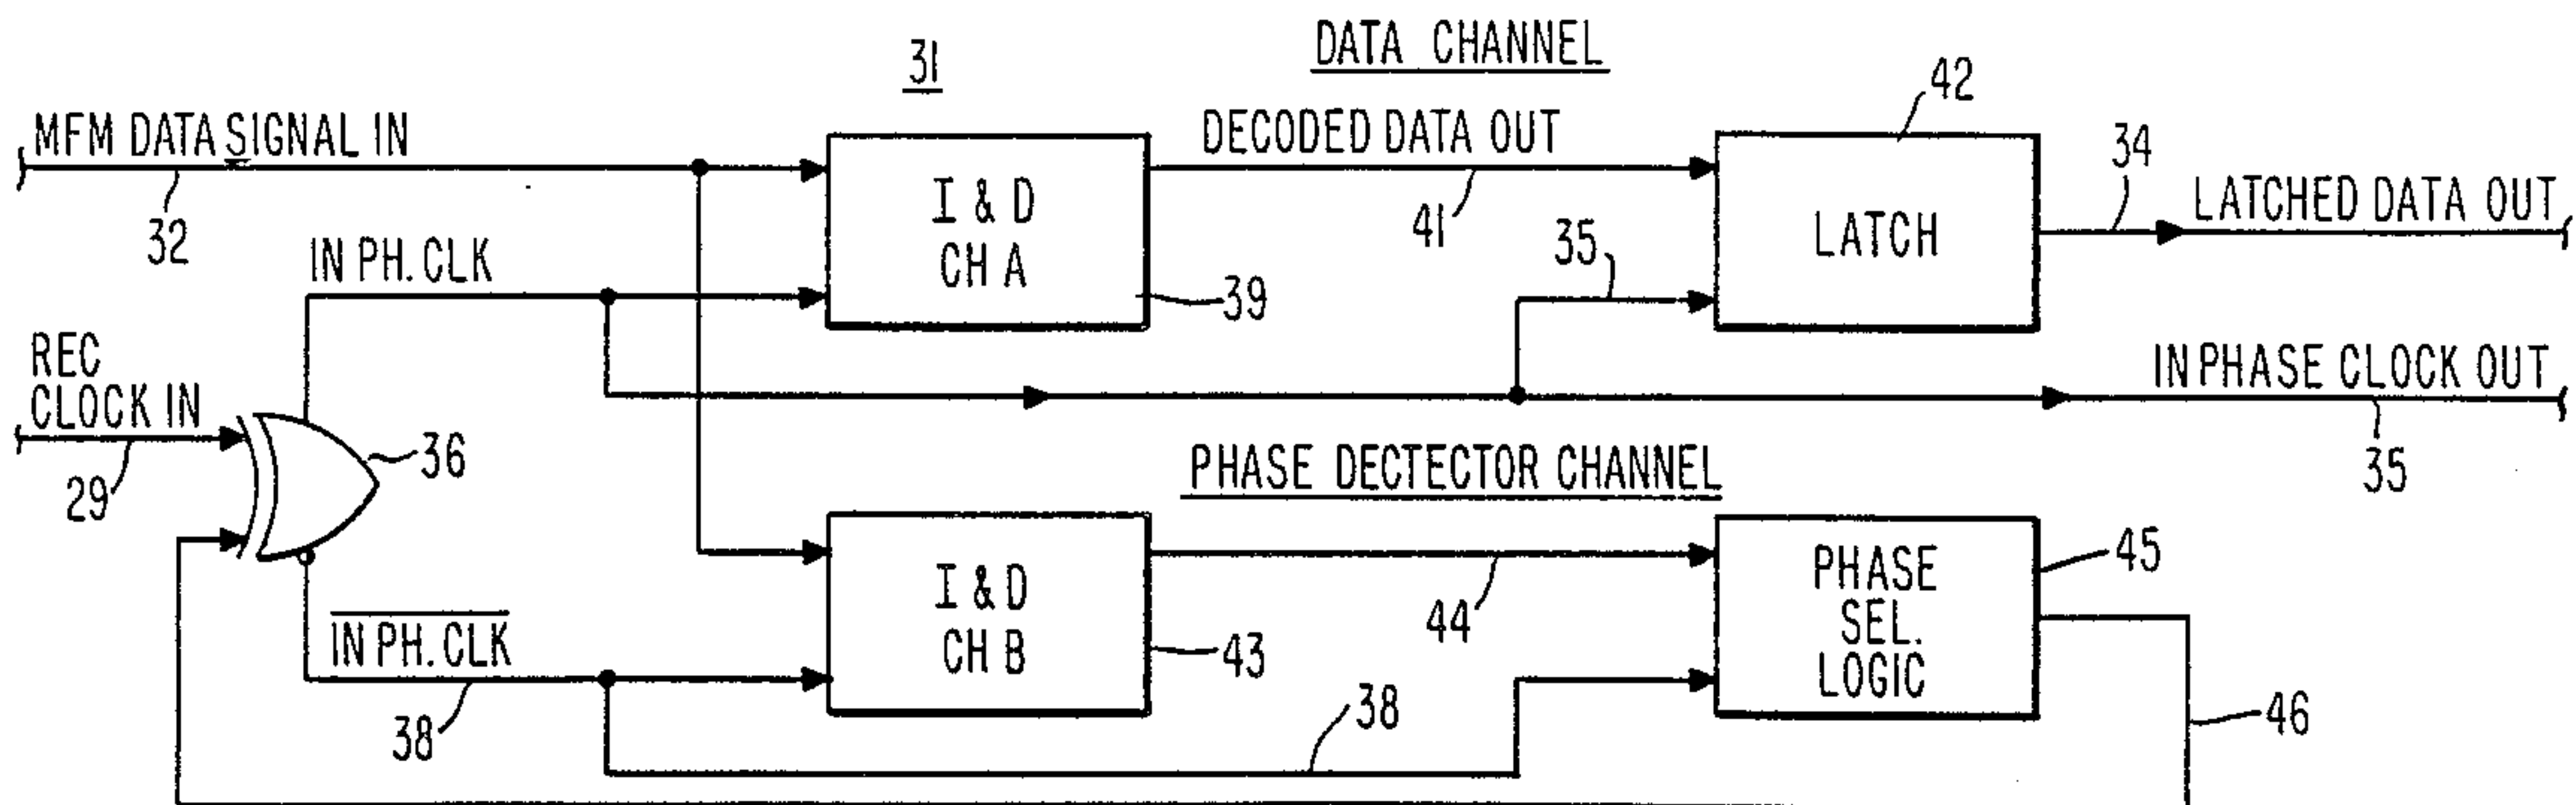 31
DATA CHANNEL
42
MFM DATA SIGNAL IN
32
I & D
CH A
39
DECODED DATA OUT
41
35
LATCH
34
LATCHED DATA OUT
IN PH. CLK
REC
CLOCK IN
29
36
IN PHASE CLOCK OUT
35
PHASE DECTECTOR CHANNEL
IN PH. CLK
38
I & D
CH B
43
44
38
PHASE
SEL.
LOGIC
45
46